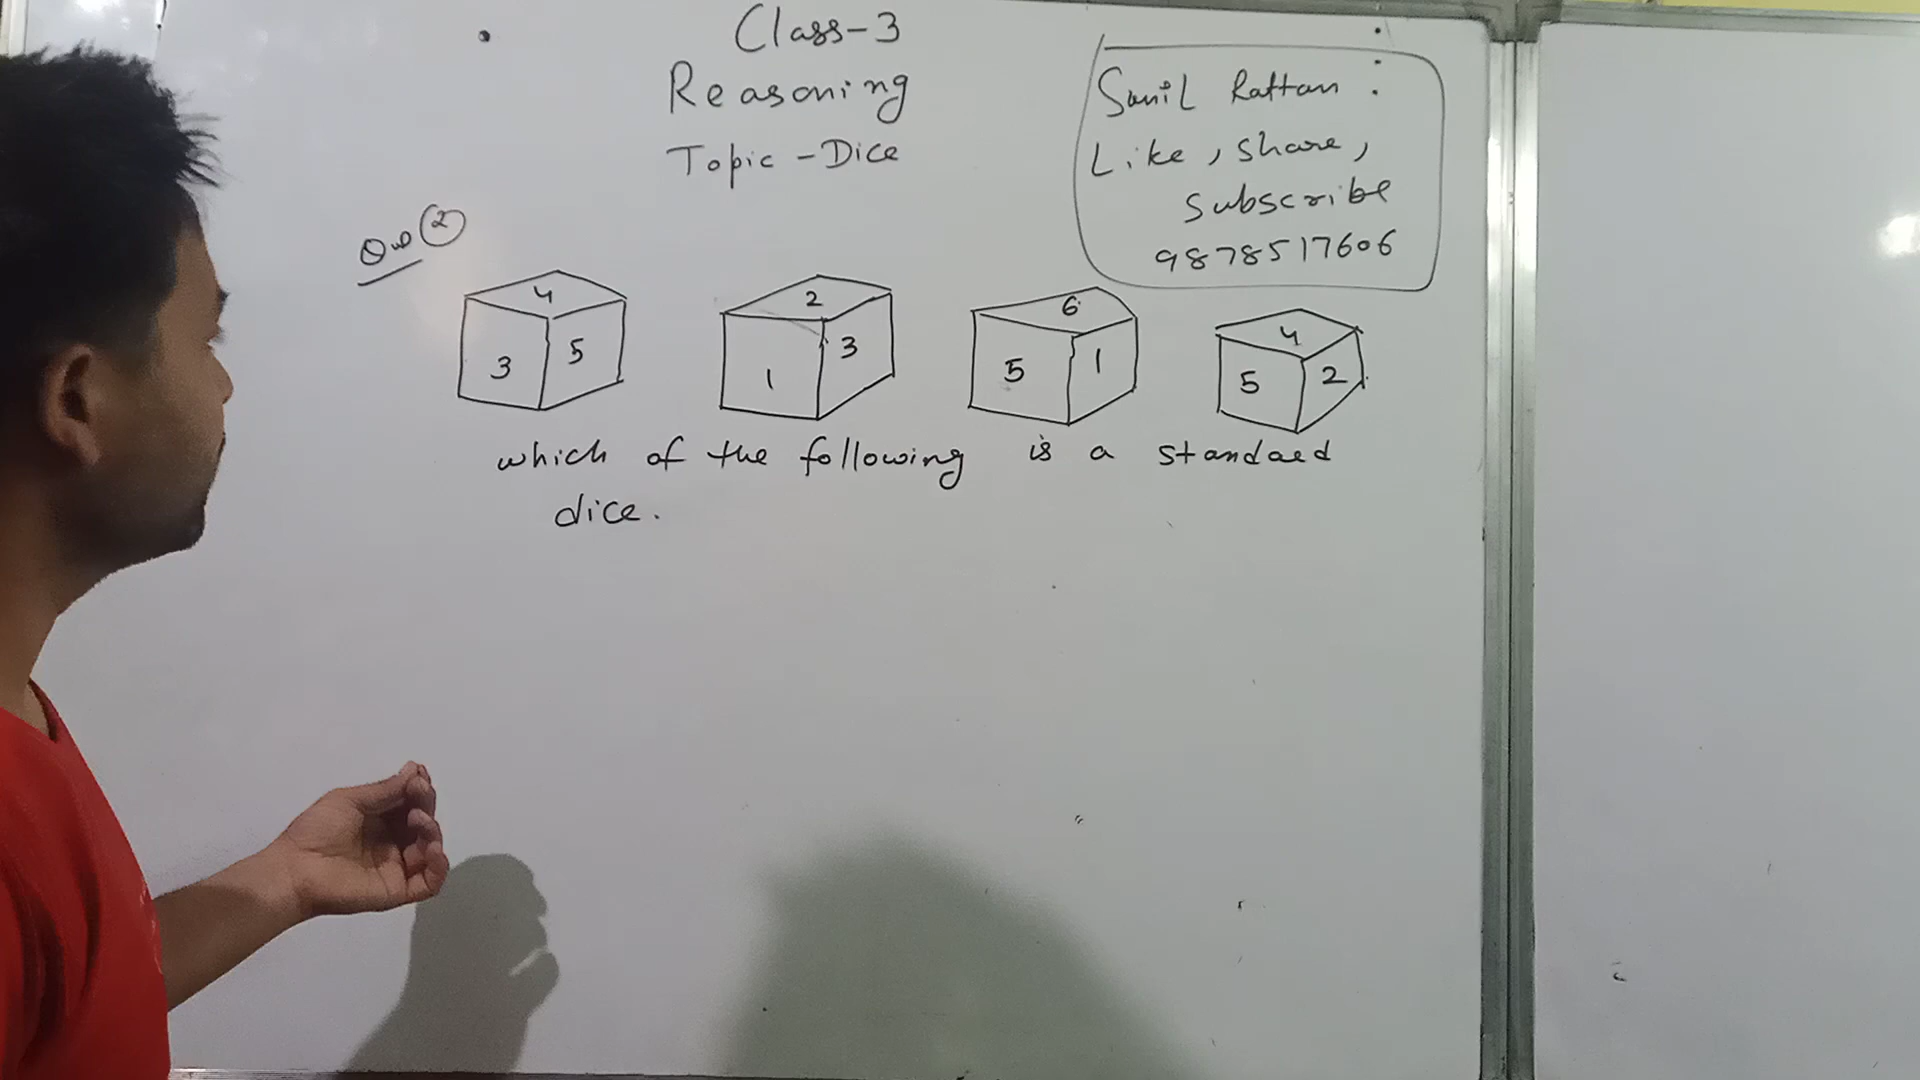 Class-3
Reasoning
Topic-Dice
Sunil Rattan :
Like, share,
subscribe
9878517606
Que ②
4
3 5
2
1 3
6
5 1
4
5 2
which of the following is a standard
dice.